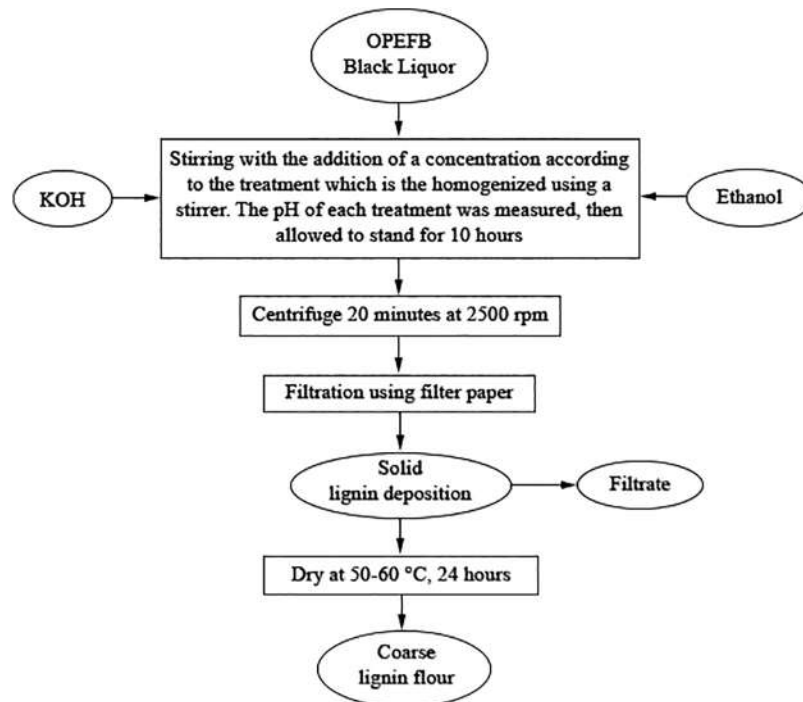 OPEFB
Black Liquor
Stirring with the addition of a concentration according
to the treatment which is the homogenized using a
stirrer. The pH of each treatment was measured, then
allowed to stand for 10 hours
KOH
Ethanol
Centrifuge 20 minutes at 2500 rpm
Filtration using filter paper
Solid
lignin deposition
Filtrate
Dry at 50-60 °C, 24 hours
Coarse
lignin flour